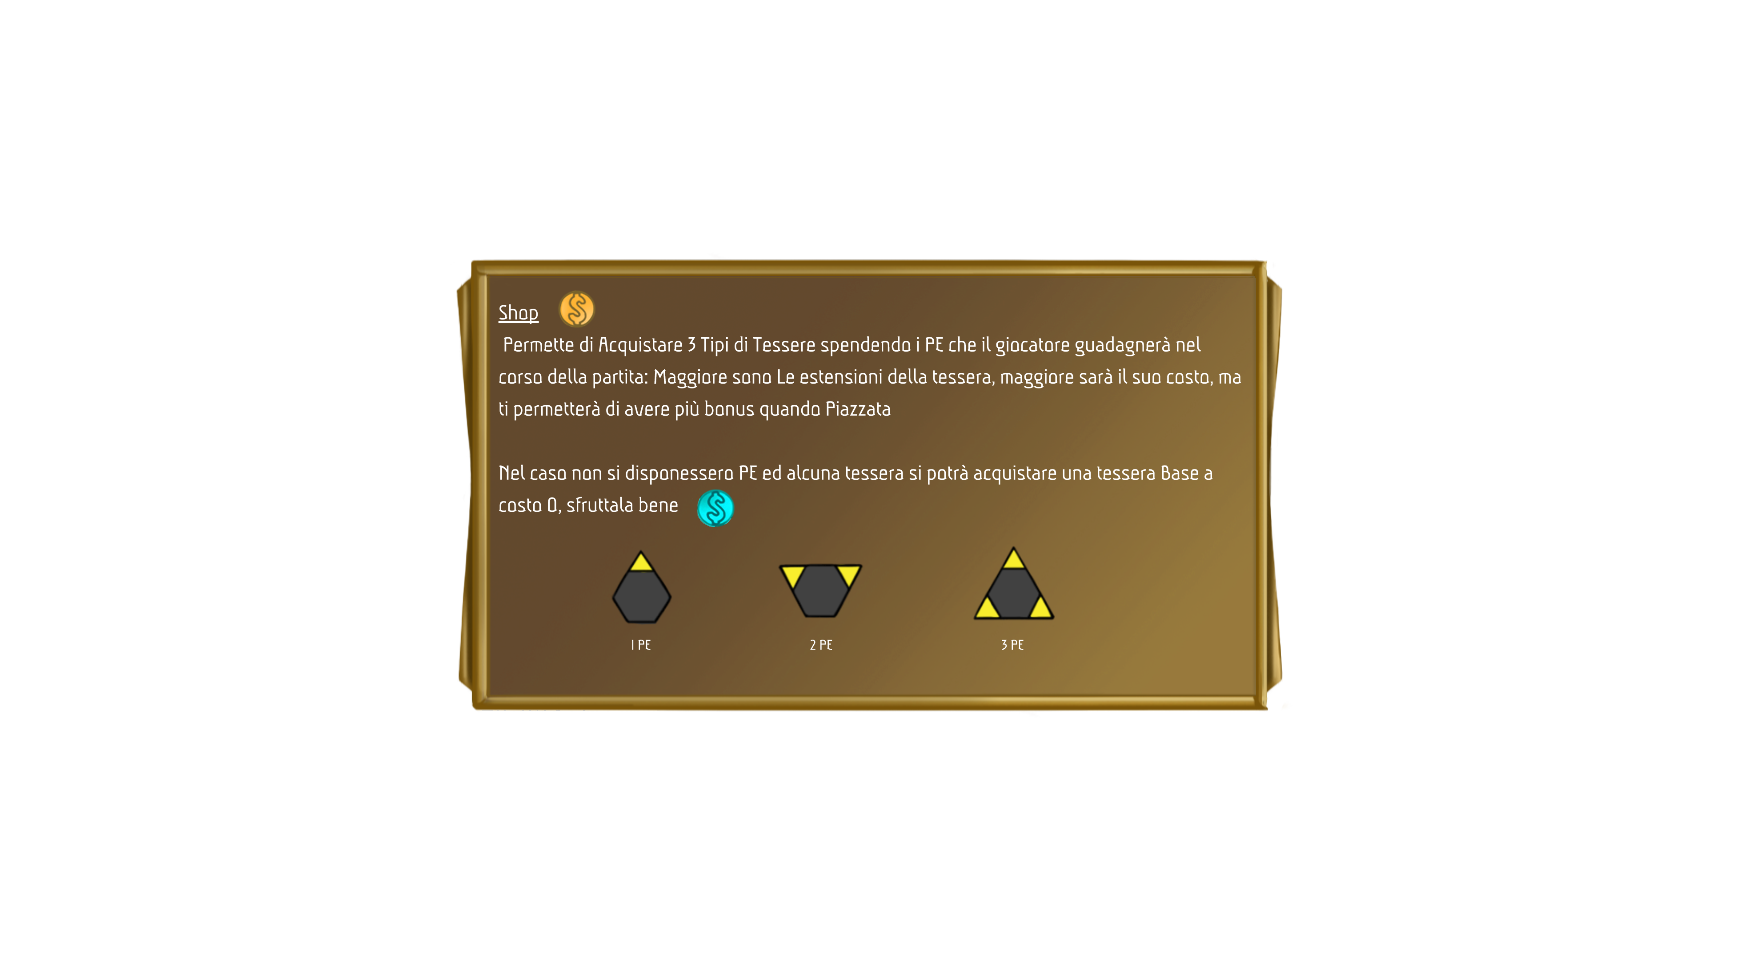 Shop
Permette di Acquistare 3 Tipi di Tessere spendendo i PE che il giocatore guadagnerà nel
corso della partita: Maggiore sono Le estensioni della tessera, maggiore sarà il suo costo, ma
ti permetterà di avere più bonus quando Piazzata
Nel caso non si disponessero PE ed alcuna tessera si potrà acquistare una tessera Base a
costo 0, sfruttala bene
1 PE
2 PE
3 PE